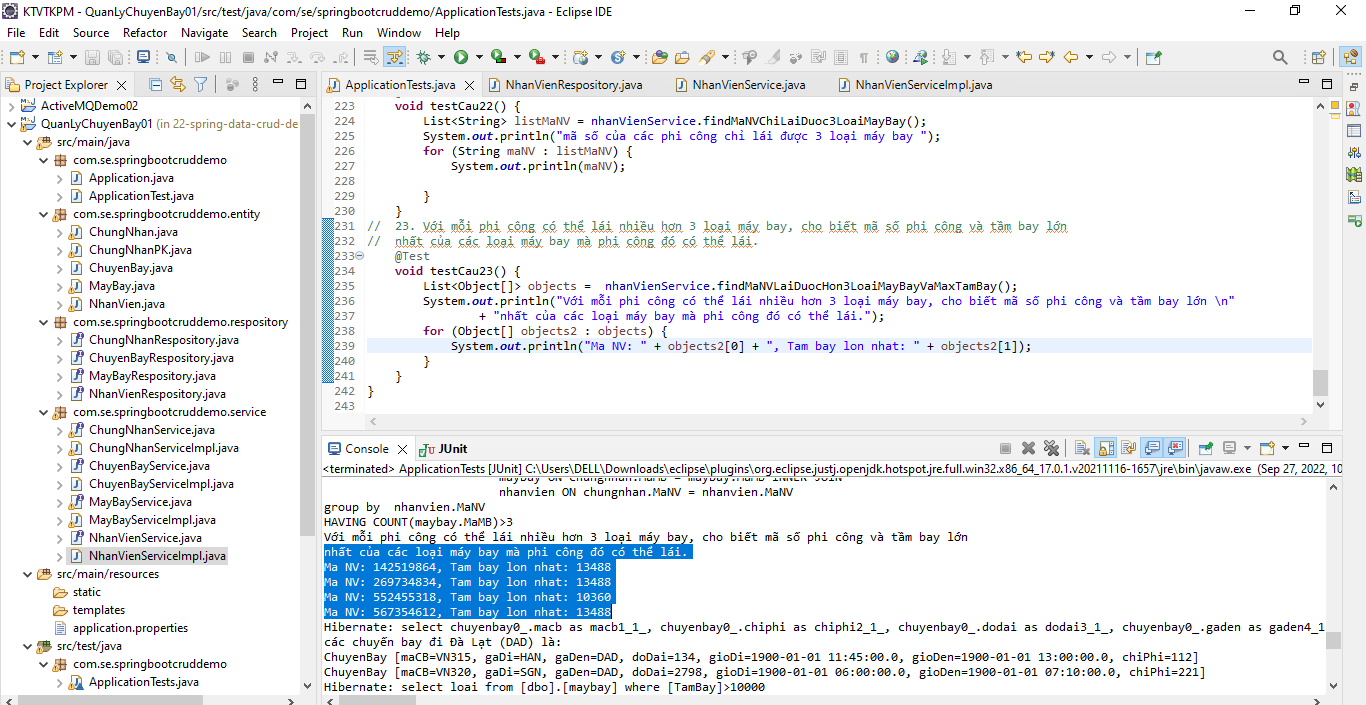 KTVTKPM - QuanLyChuyenBay01/src/test/java/com/se/springbootcruddemo/ApplicationTests.java - Eclipse IDE
File Edit Source Refactor Navigate Search Project Run Window Help
Project Explorer
ActiveMQDemo02
QuanLyChuyenBay01 (in 22-spring-data-crud-de
src/main/java
com.se.springbootcruddemo
Application.java
ApplicationTest.java
com.se.springbootcruddemo.entity
ChungNhan.java
ChungNhanPK.java
ChuyenBay.java
MayBay.java
NhanVien.java
com.se.springbootcruddemo.respository
ChungNhanRespository.java
ChuyenBayRespository.java
MayBayRespository.java
NhanVienRespository.java
com.se.springbootcruddemo.service
ChungNhanService.java
ChungNhanServiceImpl.java
ChuyenBayService.java
ChuyenBayServiceImpl.java
MayBayService.java
MayBayServiceImpl.java
NhanVienService.java
NhanVienServiceImpl.java
src/main/resources
static
templates
application.properties
src/test/java
com.se.springbootcruddemo
ApplicationTests.java
ApplicationTests.java NhanVienRespository.java NhanVienService.java NhanVienServiceImpl.java
223 void testCau22() {
224 List<String> listMaNV = nhanVienService.findMaNVChiLaiDuoc3LoaiMayBay();
225 System.out.println("mã số của các phi công chỉ lái được 3 loại máy bay ");
226 for (String maNV : listMaNV) {
227 System.out.println(maNV);
228
229 }
230 }
231 // 23. Với mỗi phi công có thể lái nhiều hơn 3 loại máy bay, cho biết mã số phi công và tầm bay lớn
232 // nhất của các loại máy bay mà phi công đó có thể lái.
233 @Test
234 void testCau23() {
235 List<Object[]> objects = nhanVienService.findMaNVLaiDuocHon3LoaiMayBayVaMaxTamBay();
236 System.out.println("Với mỗi phi công có thể lái nhiều hơn 3 loại máy bay, cho biết mã số phi công và tầm bay lớn \n"
237 + "nhất của các loại máy bay mà phi công đó có thể lái.");
238 for (Object[] objects2 : objects) {
239 System.out.println("Ma NV: " + objects2[0] + ", Tam bay lon nhat: " + objects2[1]);
240 }
241 }
242 }
243
Console JUnit
<terminated> ApplicationTests [JUnit] C:\Users\DELL\Downloads\eclipse\plugins\org.eclipse.justj.openjdk.hotspot.jre.full.win32.x86_64_17.0.1.v20211116-1657\jre\bin\javaw.exe (Sep 27, 2022, 10
maybay ON chungnhan.MaMB = maybay.MaMB INNER JOIN
nhanvien ON chungnhan.MaNV = nhanvien.MaNV
group by nhanvien.MaNV
HAVING COUNT(maybay.MaMB)>3
Với mỗi phi công có thể lái nhiều hơn 3 loại máy bay, cho biết mã số phi công và tầm bay lớn
nhất của các loại máy bay mà phi công đó có thể lái.
Ma NV: 142519864, Tam bay lon nhat: 13488
Ma NV: 269734834, Tam bay lon nhat: 13488
Ma NV: 552455318, Tam bay lon nhat: 10360
Ma NV: 567354612, Tam bay lon nhat: 13488
Hibernate: select chuyenbay0_.macb as macb1_1_, chuyenbay0_.chiphi as chiphi2_1_, chuyenbay0_.dodai as dodai3_1_, chuyenbay0_.gaden as gaden4_1
các chuyến bay đi Đà Lạt (DAD) là:
ChuyenBay [maCB=VN315, gaDi=HAN, gaDen=DAD, doDai=134, gioDi=1900-01-01 11:45:00.0, gioDen=1900-01-01 13:00:00.0, chiPhi=112]
ChuyenBay [maCB=VN320, gaDi=SGN, gaDen=DAD, doDai=2798, gioDi=1900-01-01 06:00:00.0, gioDen=1900-01-01 07:10:00.0, chiPhi=221]
Hibernate: select loai from [dbo].[maybay] where [TamBay]>10000